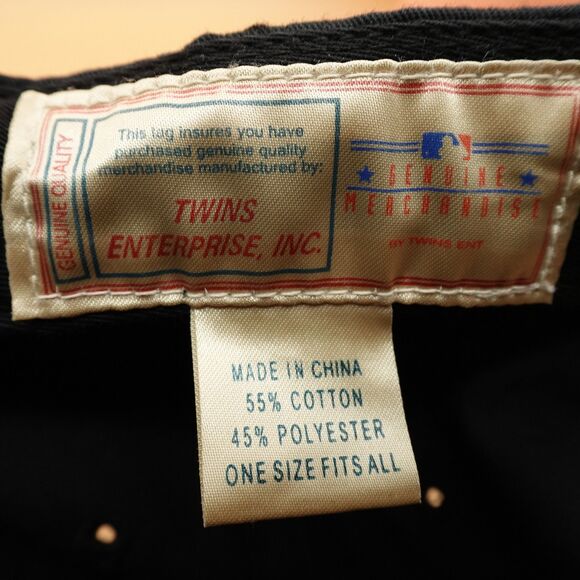 GENUINE QUALITY
This tag insures you have
purchased genuine quality
merchandise manufactured by:
TWINS
ENTERPRISE, INC.
GENUINE
MERCHANDISE
BY TWINS ENT
MADE IN CHINA
55% COTTON
45% POLYESTER
ONE SIZE FITS ALL